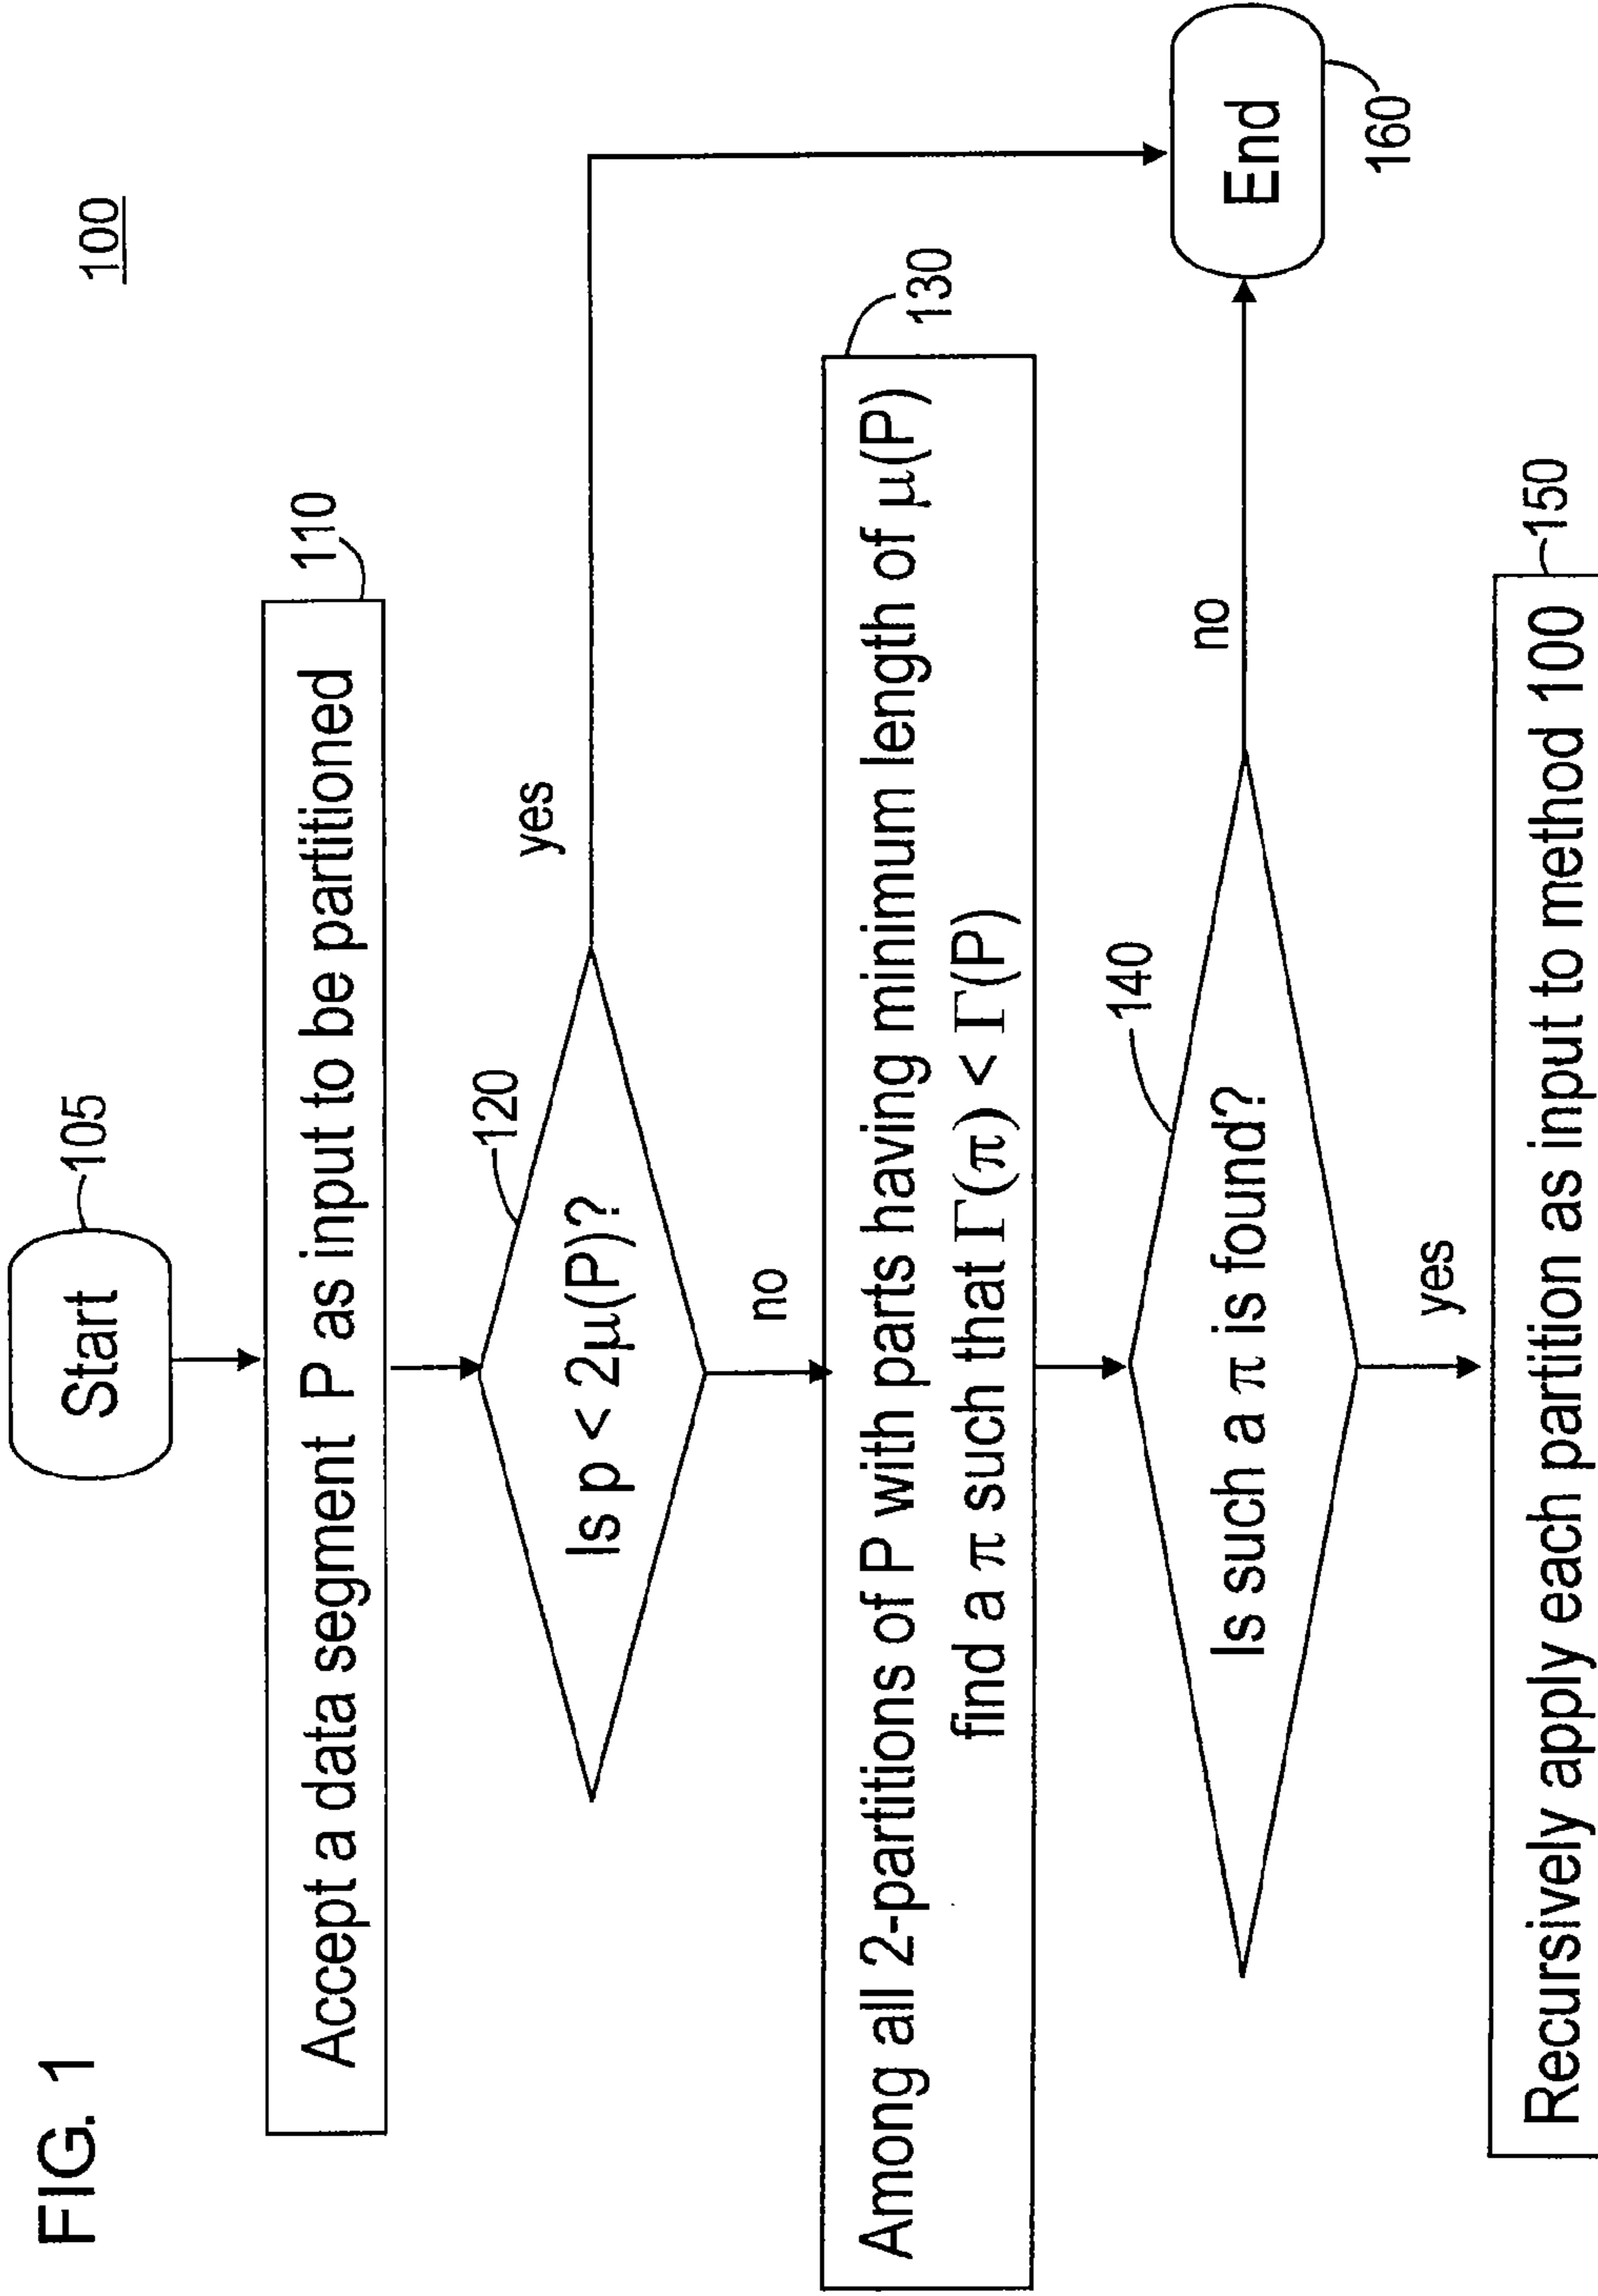 FIG. 1
100
Start
105
Accept a data segment P as input to be partitioned
110
Is p < 2μ(P)?
120
yes
no
Among all 2-partitions of P with parts having minimum length of μ(P)
find a π such that Γ(π) < Γ(P)
130
Is such a π is found?
140
no
yes
End
160
Recursively apply each partition as input to method 100
150